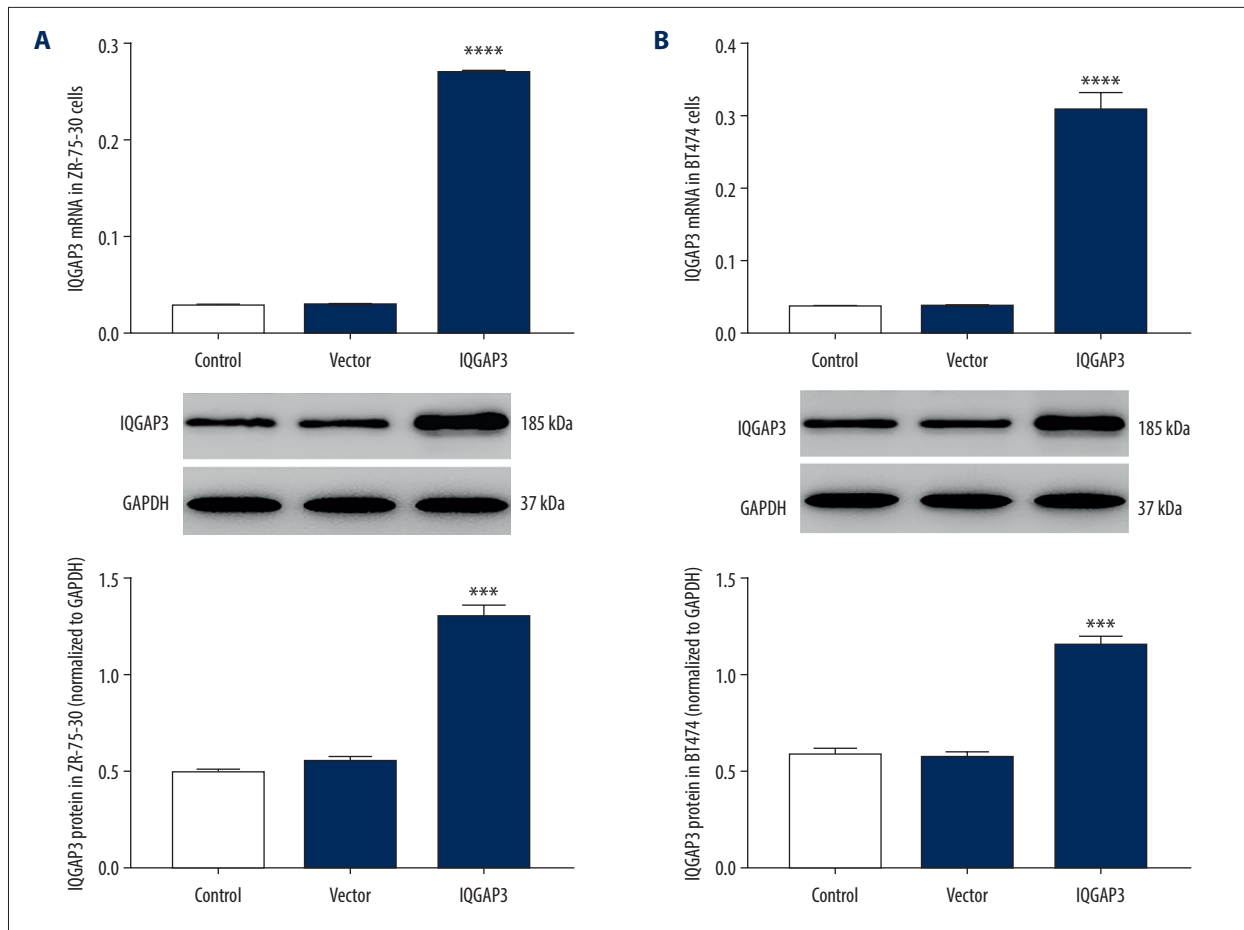 A
IQGAP3 mRNA in ZR-75-30 cells
0.3
0.2
0.1
0.0
****
Control Vector IQGAP3
IQGAP3 185 kDa
GAPDH 37 kDa
IQGAP3 protein in ZR-75-30 (normalized to GAPDH)
1.5
1.0
0.5
0.0
***
Control Vector IQGAP3
B
IQGAP3 mRNA in BT474 cells
0.4
0.3
0.2
0.1
0.0
****
Control Vector IQGAP3
IQGAP3 185 kDa
GAPDH 37 kDa
IQGAP3 protein in BT474 (normalized to GAPDH)
1.5
1.0
0.5
0.0
***
Control Vector IQGAP3